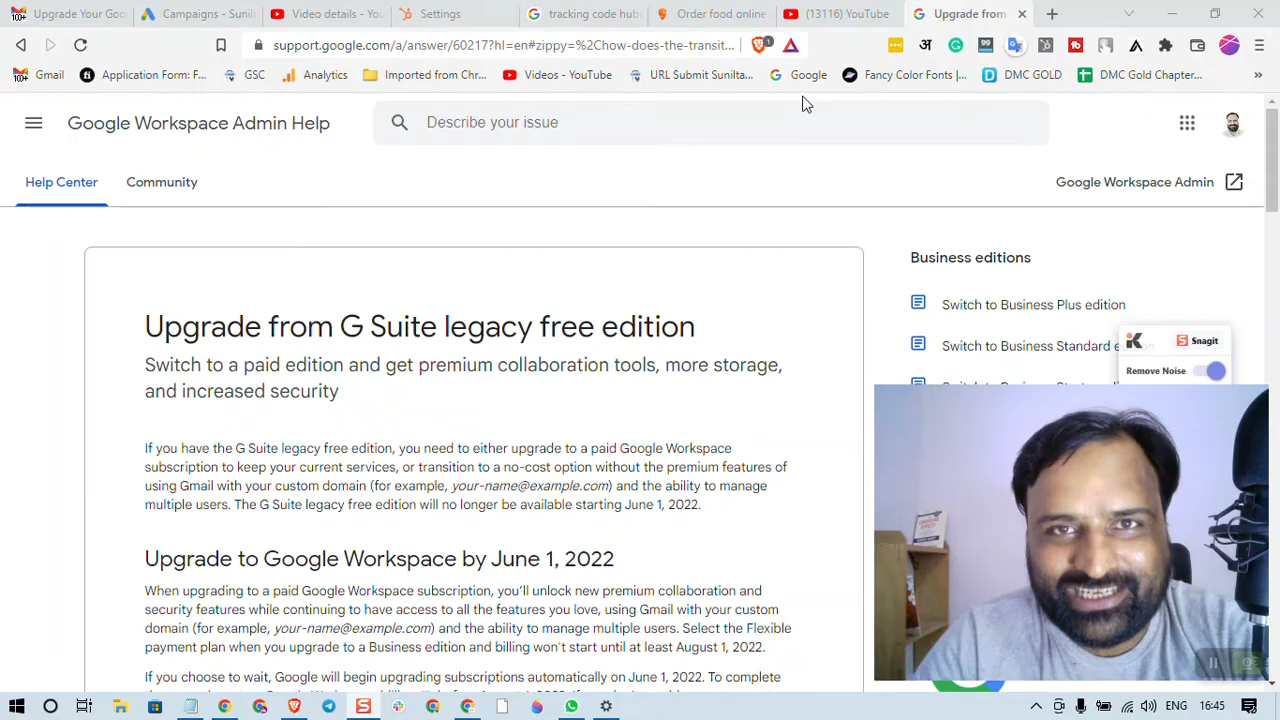 Upgrade Your Goo
Campaigns - Sunilt
Video details - You
Settings
tracking code hubs
Order food online
(13116) YouTube
Upgrade from
support.google.com/a/answer/60217?hl=en#zippy=%2Chow-does-the-transit...
Gmail
Application Form: F...
GSC
Analytics
Imported from Chr...
Videos - YouTube
URL Submit Sunilta...
Google
Fancy Color Fonts |...
DMC GOLD
DMC Gold Chapter...
»
Google Workspace Admin Help
Describe your issue
Help Center
Community
Google Workspace Admin
Upgrade from G Suite legacy free edition
Switch to a paid edition and get premium collaboration tools, more storage,
and increased security
If you have the G Suite legacy free edition, you need to either upgrade to a paid Google Workspace
subscription to keep your current services, or transition to a no-cost option without the premium features of
using Gmail with your custom domain (for example, your-name@example.com) and the ability to manage
multiple users. The G Suite legacy free edition will no longer be available starting June 1, 2022.
Upgrade to Google Workspace by June 1, 2022
When upgrading to a paid Google Workspace subscription, you'll unlock new premium collaboration and
security features while continuing to have access to all the features you love, using Gmail with your custom
domain (for example, your-name@example.com) and the ability to manage multiple users. Select the Flexible
payment plan when you upgrade to a Business edition and billing won't start until at least August 1, 2022.
If you choose to wait, Google will begin upgrading subscriptions automatically on June 1, 2022. To complete
Business editions
Switch to Business Plus edition
Switch to Business Standard edition
Snagit
Remove Noise
ENG
16:45